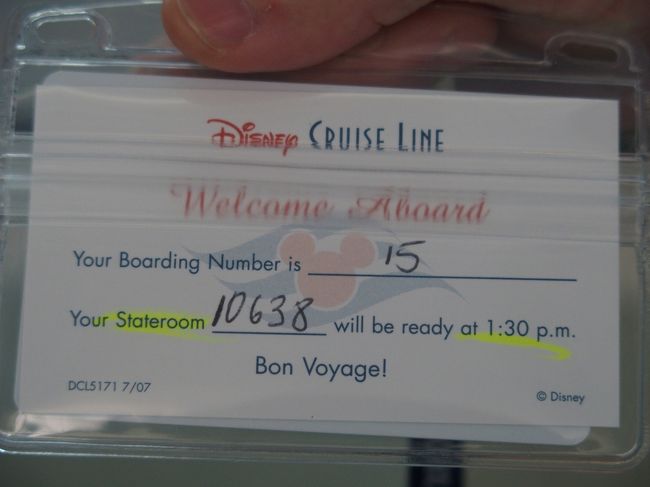 Disney CRUISE LINE
Welcome Aboard
Your Boarding Number is 15
Your Stateroom 10638 will be ready at 1:30 p.m.
Bon Voyage!
DCL5171 7/07
© Disney